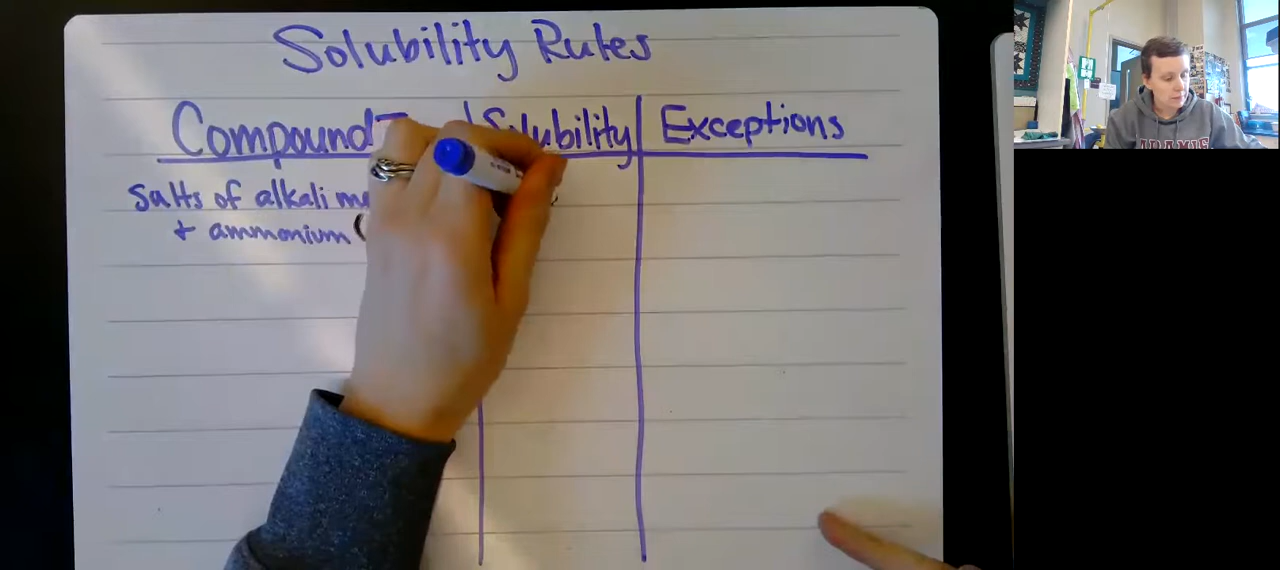 Solubility Rules
Compound Solubility Exceptions
Salts of alkali
+ ammonium